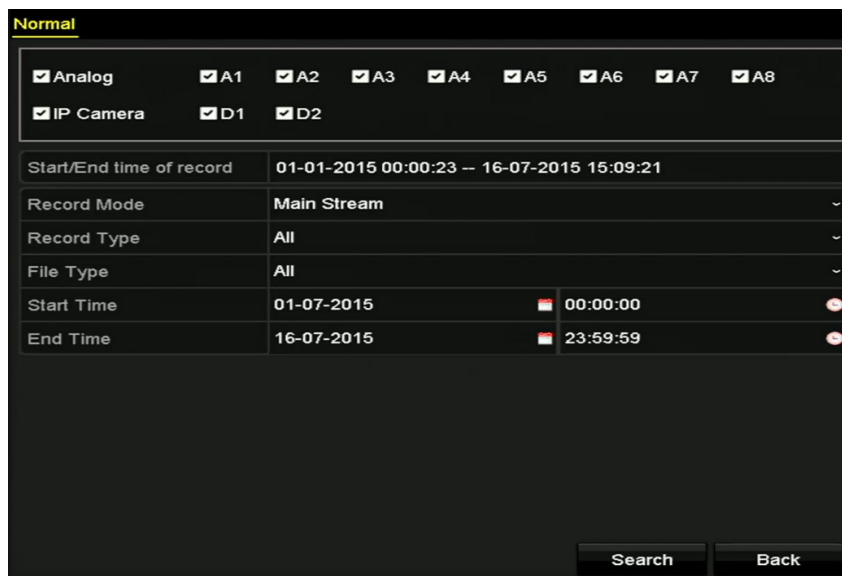 Normal
Analog A1 A2 A3 A4 A5 A6 A7 A8
IP Camera D1 D2
Start/End time of record 01-01-2015 00:00:23 -- 16-07-2015 15:09:21
Record Mode Main Stream
Record Type All
File Type All
Start Time 01-07-2015 00:00:00
End Time 16-07-2015 23:59:59
Search Back